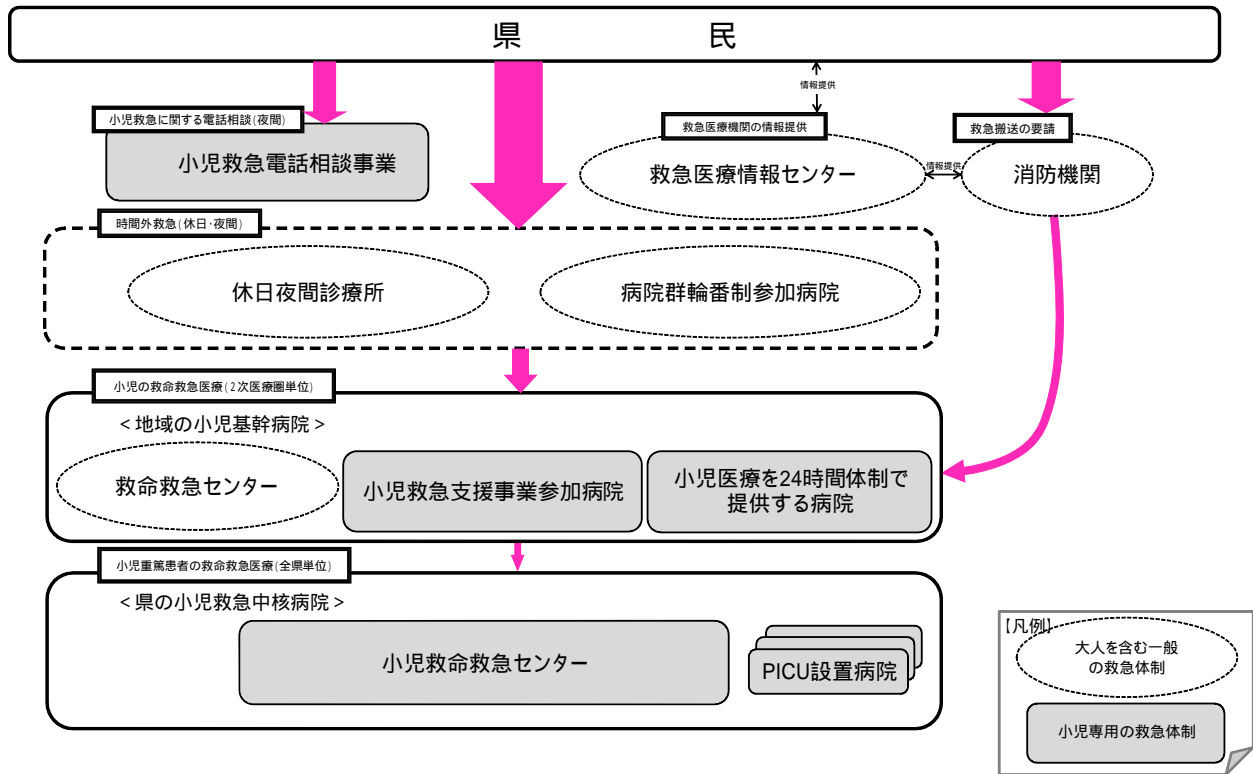 県　民
情報提供
小児救急に関する電話相談(夜間)
小児救急電話相談事業
救急医療機関の情報提供
救急医療情報センター
情報提供
救急搬送の要請
消防機関
時間外救急(休日･夜間)
休日夜間診療所
病院群輪番制参加病院
小児の救命救急医療(2次医療圏単位)
<地域の小児基幹病院>
救命救急センター
小児救急支援事業参加病院
小児医療を24時間体制で
提供する病院
小児重篤患者の救命救急医療(全県単位)
<県の小児救急中核病院>
小児救命救急センター
PICU設置病院
【凡例】
大人を含む一般
の救急体制
小児専用の救急体制